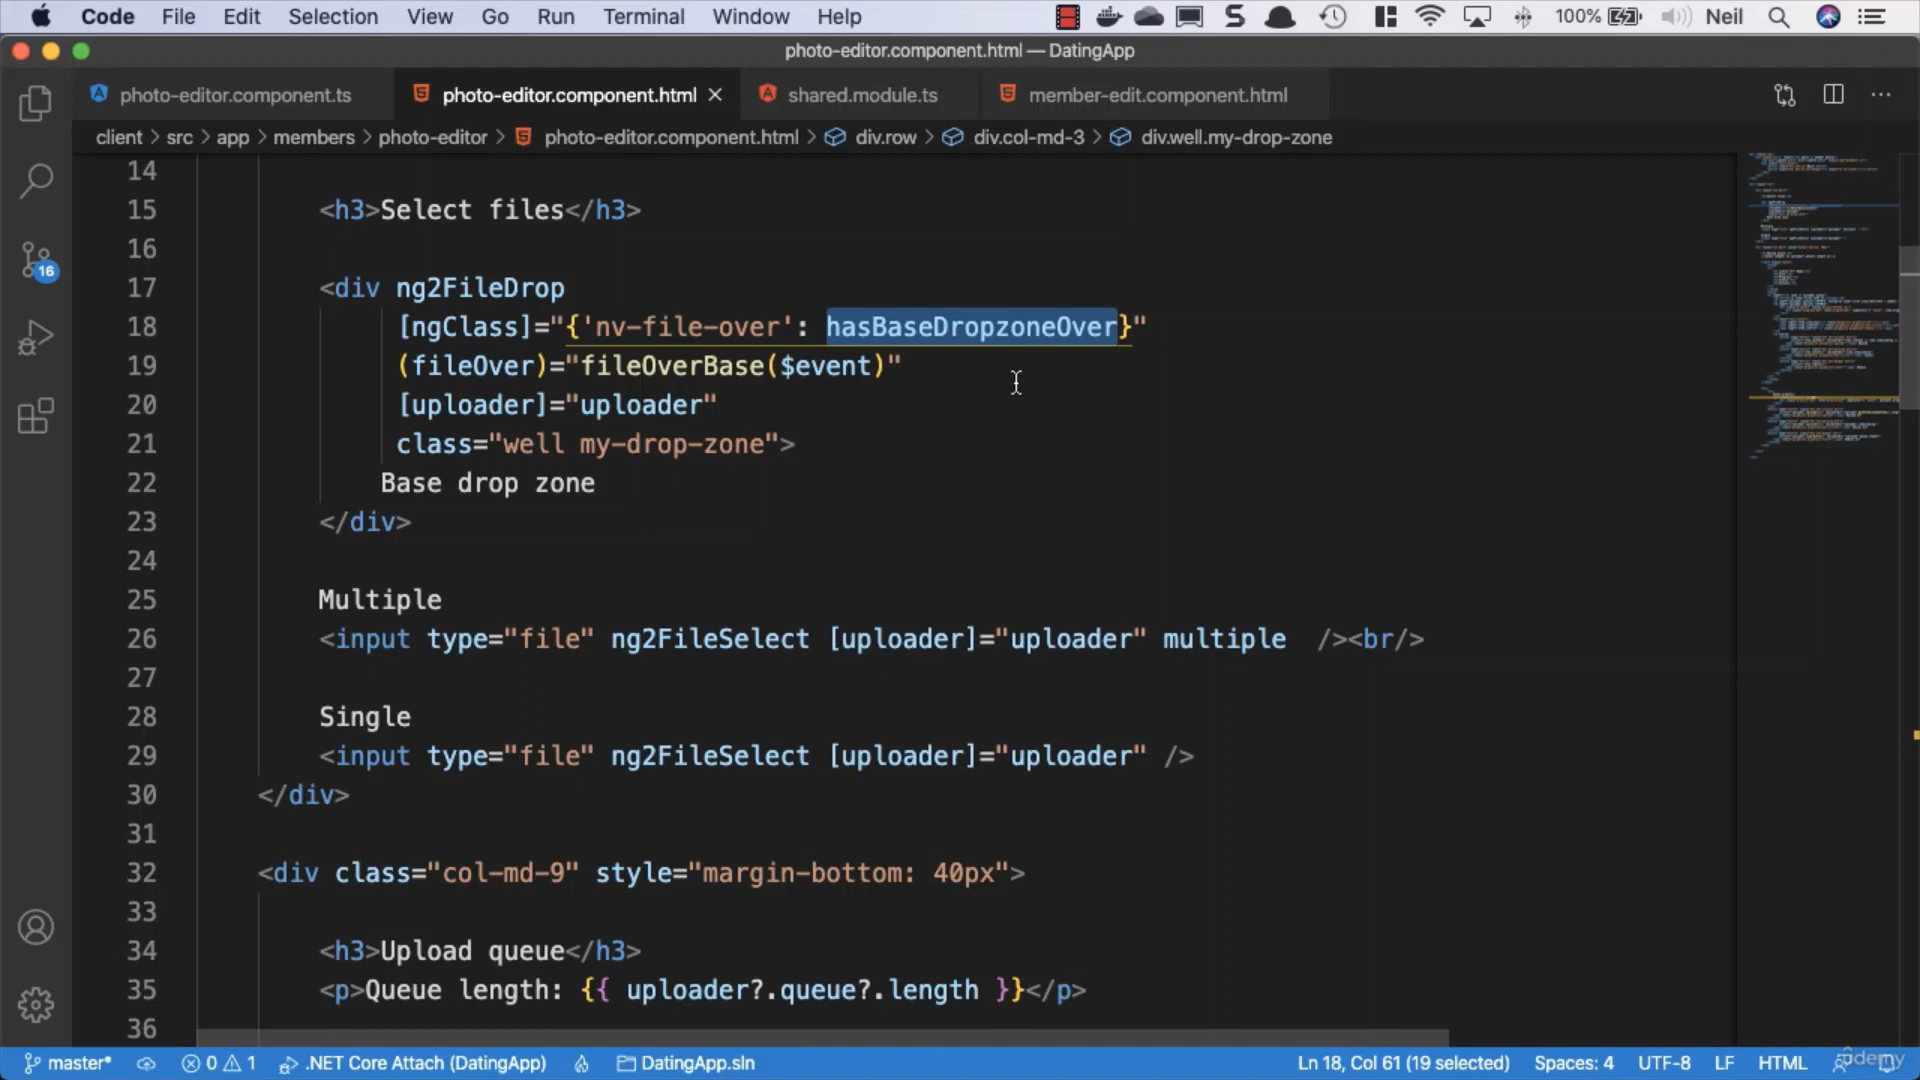 Code File Edit Selection View Go Run Terminal Window Help 100% Neil
photo-editor.component.html — DatingApp
photo-editor.component.ts photo-editor.component.html shared.module.ts member-edit.component.html
client > src > app > members > photo-editor > photo-editor.component.html > div.row > div.col-md-3 > div.well.my-drop-zone
14
15 <h3>Select files</h3>
16
17 <div ng2FileDrop
18 [ngClass]="{'nv-file-over': hasBaseDropzoneOver}"
19 (fileOver)="fileOverBase($event)"
20 [uploader]="uploader"
21 class="well my-drop-zone">
22 Base drop zone
23 </div>
24
25 Multiple
26 <input type="file" ng2FileSelect [uploader]="uploader" multiple  /><br/>
27
28 Single
29 <input type="file" ng2FileSelect [uploader]="uploader" />
30 </div>
31
32 <div class="col-md-9" style="margin-bottom: 40px">
33
34 <h3>Upload queue</h3>
35 <p>Queue length: {{ uploader?.queue?.length }}</p>
36
16
master* 0 1 .NET Core Attach (DatingApp) DatingApp.sln Ln 18, Col 61 (19 selected) Spaces: 4 UTF-8 LF HTML
udemy